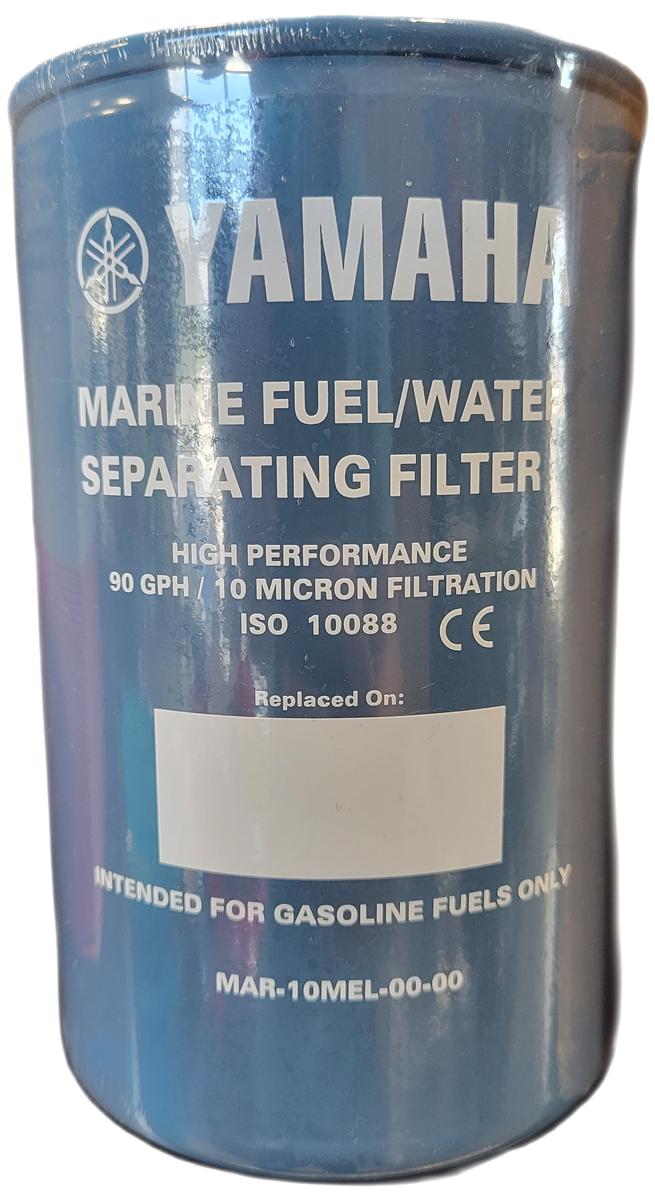 YAMAHA
MARINE FUEL/WATER
SEPARATING FILTER
HIGH PERFORMANCE
90 GPH / 10 MICRON FILTRATION
ISO 10088 CE
Replaced On:
INTENDED FOR GASOLINE FUELS ONLY
MAR-10MEL-00-00